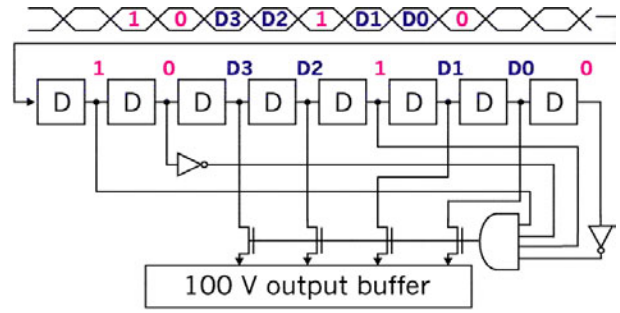 1 0 D3 D2 1 D1 D0 0
1 0 D3 D2 1 D1 D0 0
D D D D D D D D
100 V output buffer